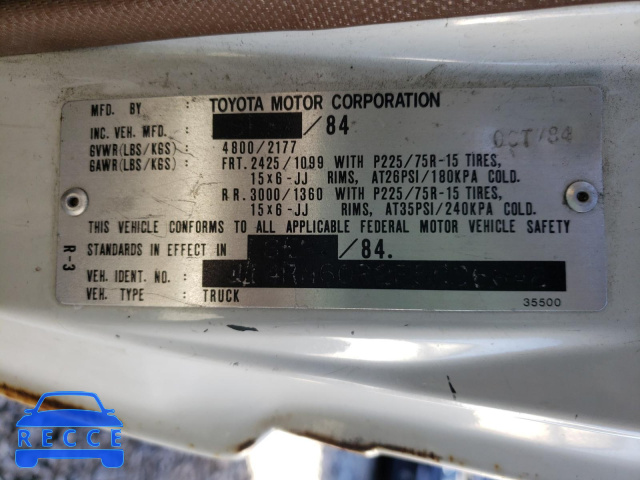 MFD. BY TOYOTA MOTOR CORPORATION
INC. VEH. MFD. /84
OCT/84
GVWR(LBS/KGS) 4800/2177
GAWR(LBS/KGS) FRT. 2425/1099 WITH P225/75R-15 TIRES,
15x6-JJ RIMS, AT26PSI/180KPA COLD.
RR. 3000/1360 WITH P225/75R-15 TIRES,
15x6-JJ RIMS, AT35PSI/240KPA COLD.
THIS VEHICLE CONFORMS TO ALL APPLICABLE FEDERAL MOTOR VEHICLE SAFETY
STANDARDS IN EFFECT IN /84.
VEH. IDENT. NO. :
VEH. TYPE : TRUCK
35500
R-3
RECCE